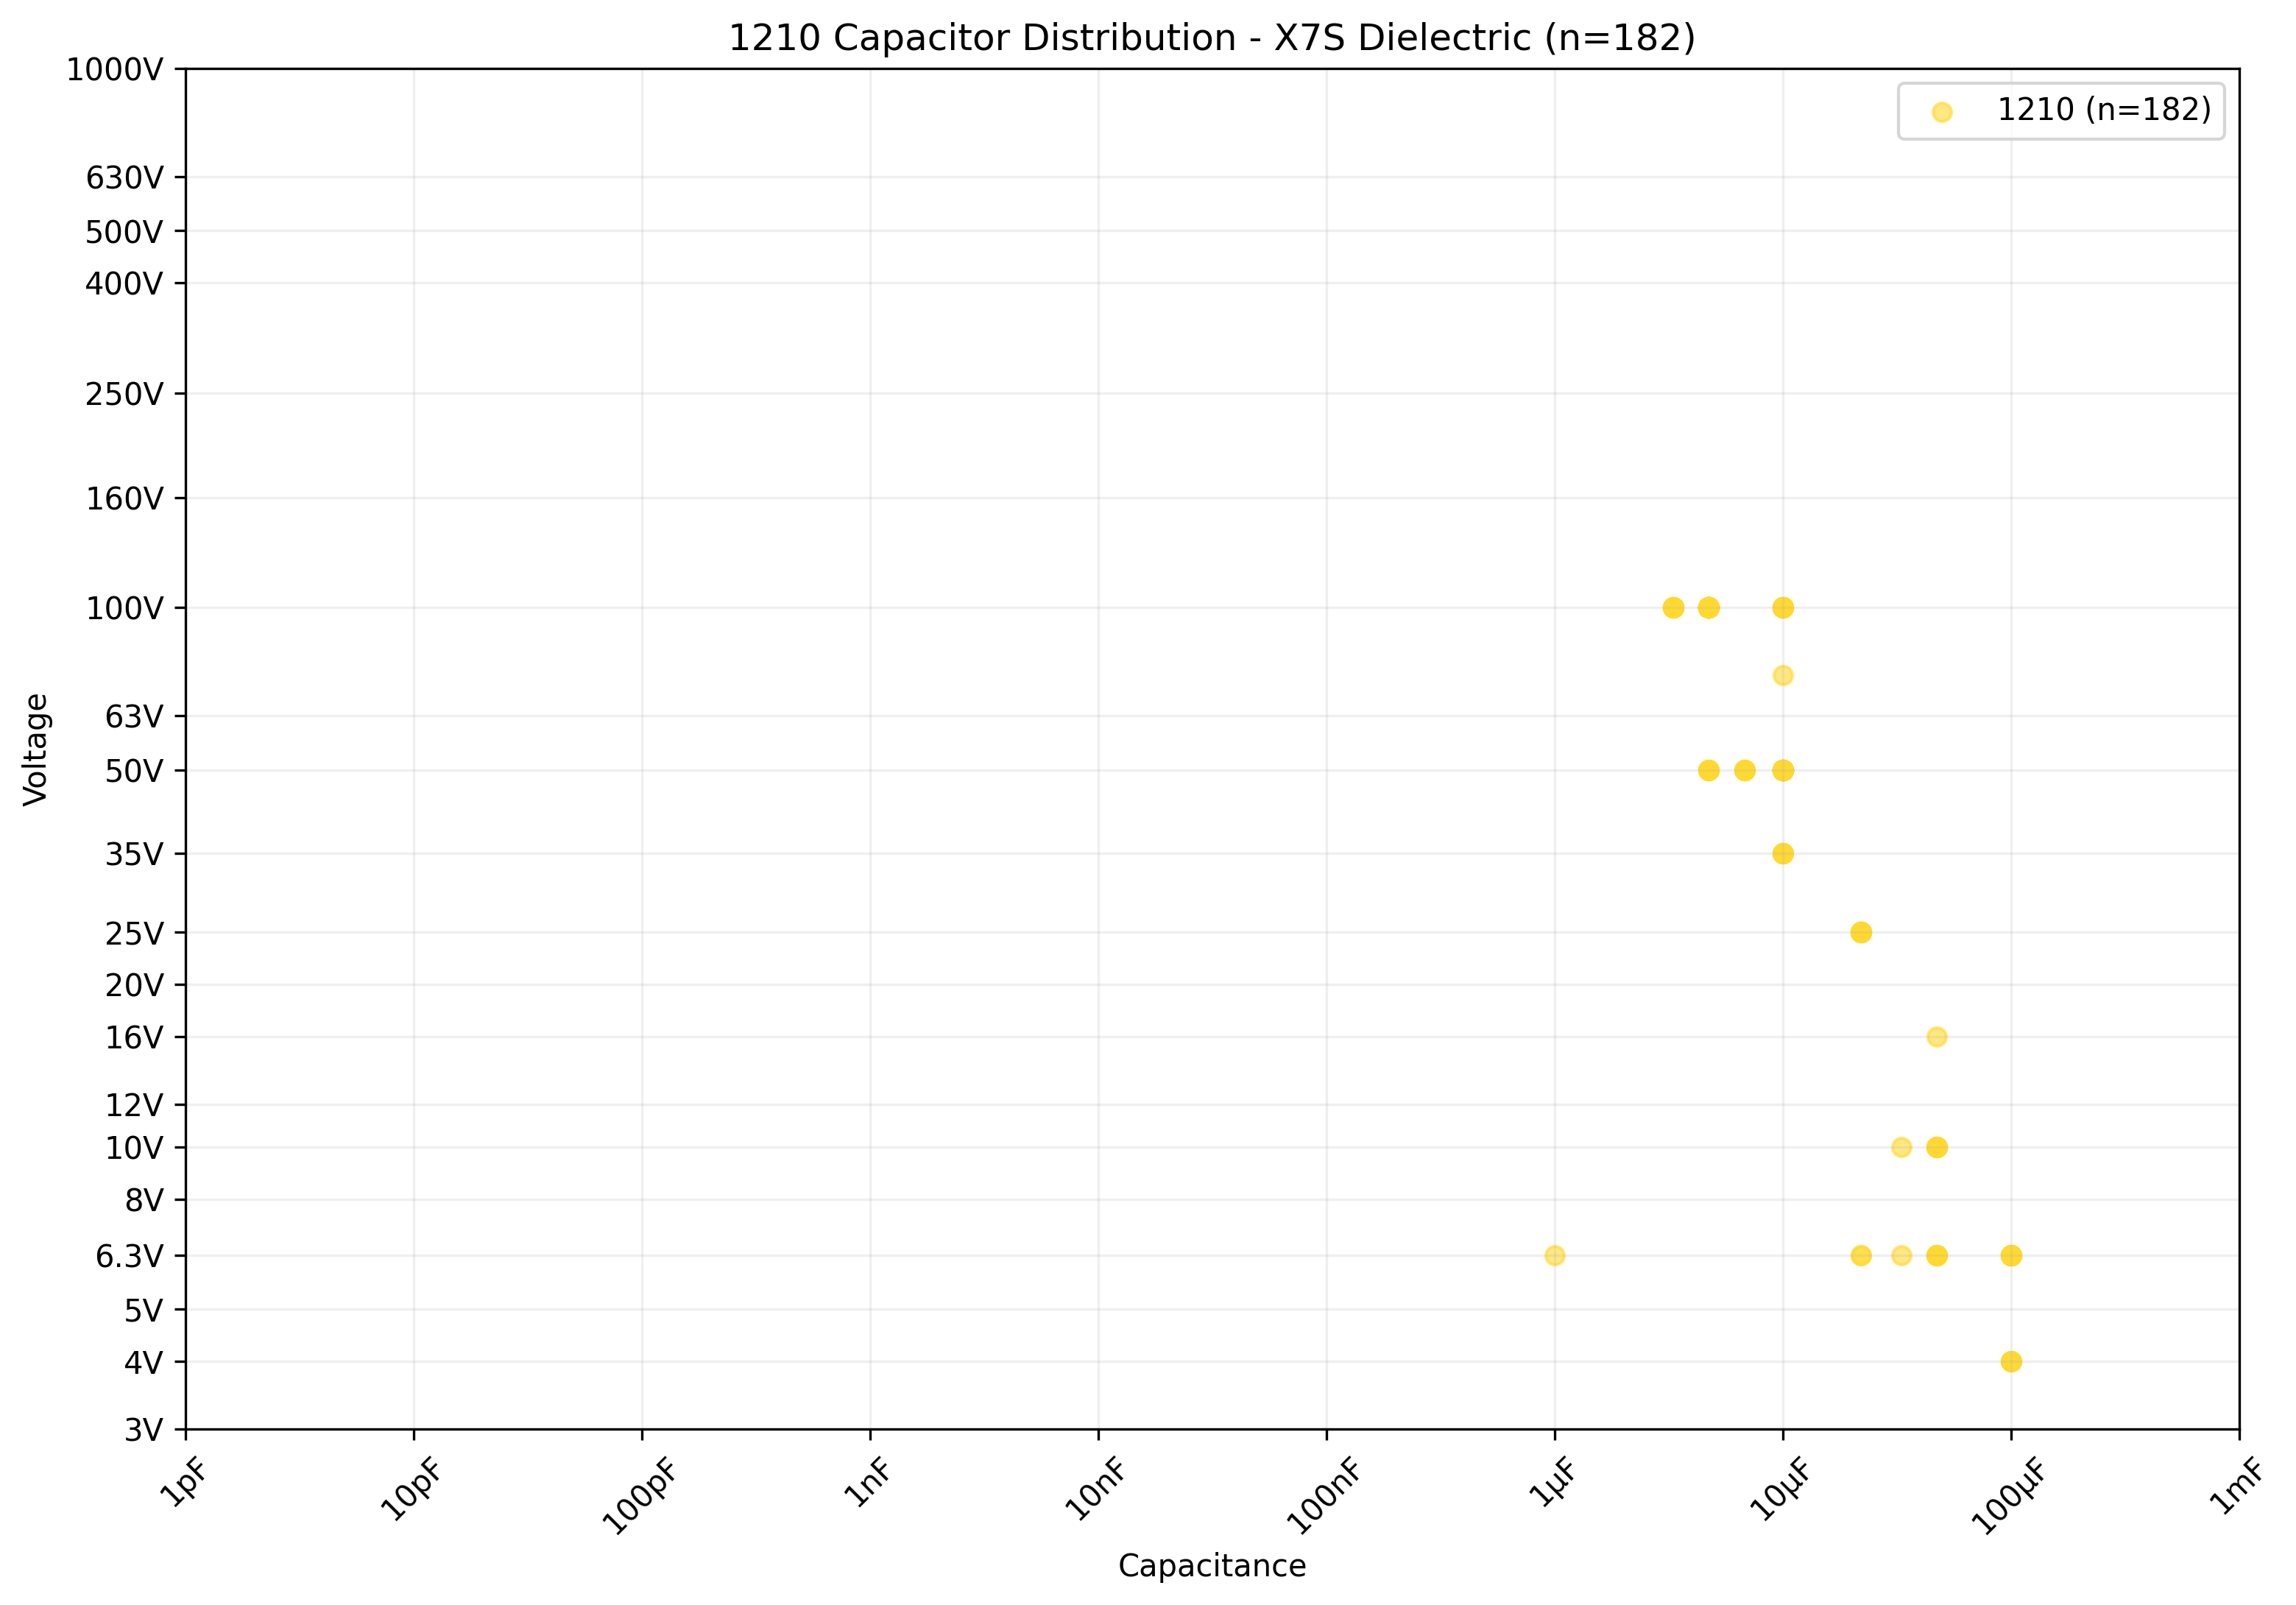 1210 Capacitor Distribution - X7S Dielectric (n=182)
1210 (n=182)
Voltage
1000V
630V
500V
400V
250V
160V
100V
63V
50V
35V
25V
20V
16V
12V
10V
8V
6.3V
5V
4V
3V
1pF
10pF
100pF
1nF
10nF
100nF
1µF
10µF
100µF
1mF
Capacitance